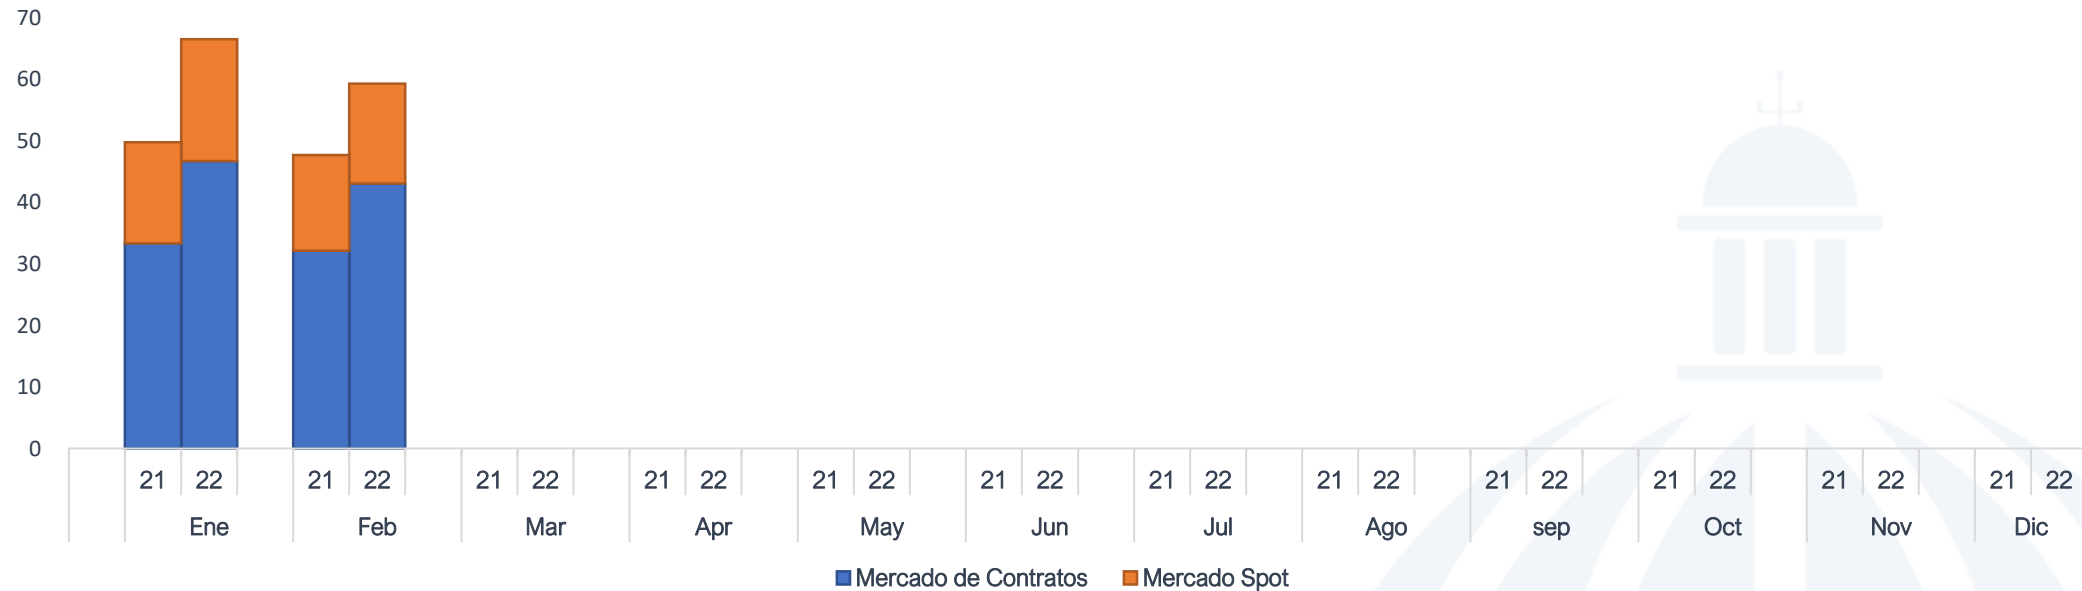 70
60
50
40
30
20
10
0
21 22 21 22 21 22 21 22 21 22 21 22 21 22 21 22 21 22 21 22 21 22 21 22
Ene Feb Mar Apr May Jun Jul Ago sep Oct Nov Dic
Mercado de Contratos Mercado Spot